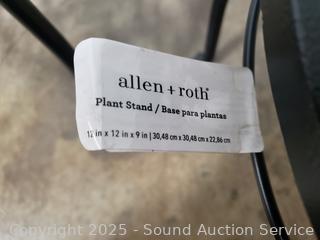 allen + roth
Plant Stand / Base para plantas
12 in x 12 in x 9 in | 30,48 cm x 30,48 cm x 22,86 cm
Copyright 2025 - Sound Auction Service